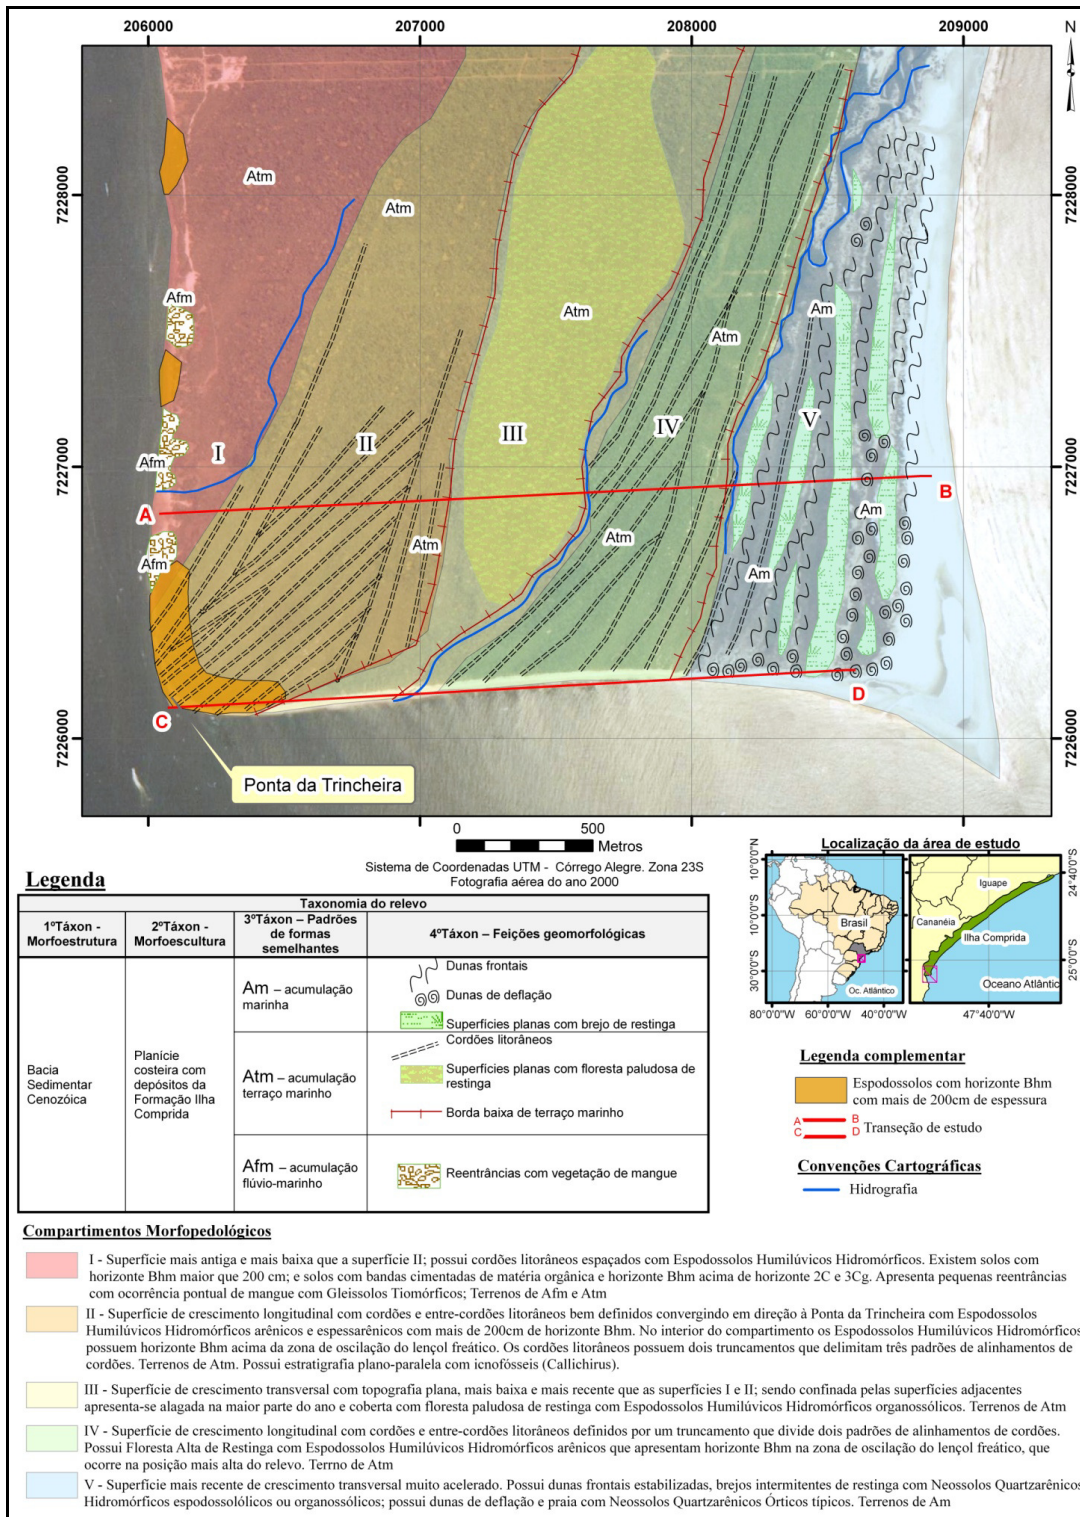 206000 207000 208000 209000
N
7228000
7227000
7226000
7228000
7227000
7226000
Atm
Atm
Afm
Atm
Am
Atm
I
II
III
IV
V
Afm
A
B
Am
Atm
Atm
Afm
Am
C
D
Ponta da Trincheira
0 500
Metros
Sistema de Coordenadas UTM - Córrego Alegre. Zona 23S
Fotografia aérea do ano 2000
Legenda
Taxonomia do relevo
1ºTáxon - Morfoestrutura
2ºTáxon - Morfoescultura
3ºTáxon – Padrões de formas semelhantes
4ºTáxon – Feições geomorfológicas
Bacia
Sedimentar
Cenozóica
Planície
costeira com
depósitos da
Formação Ilha
Comprida
Am – acumulação
marinha
Dunas frontais
Dunas de deflação
Superfícies planas com brejo de restinga
Atm – acumulação
terraço marinho
Cordões litorâneos
Superfícies planas com floresta paludosa de
restinga
Borda baixa de terraço marinho
Afm – acumulação
flúvio-marinho
Reentrâncias com vegetação de mangue
Localização da área de estudo
10°0'0"N
10°0'0"S
30°0'0"S
Brasil
Oc. Atlântico
80°0'0"W 60°0'0"W 40°0'0"W
Iguape
Cananéia
Ilha Comprida
Oceano Atlântic
24°40'0"S
25°0'0"S
47°40'0"W
Legenda complementar
Espodossolos com horizonte Bhm
com mais de 200cm de espessura
A B
C D
Transeção de estudo
Convenções Cartográficas
Hidrografia
Compartimentos Morfopedológicos
I - Superfície mais antiga e mais baixa que a superfície II; possui cordões litorâneos espaçados com Espodossolos Humilúvicos Hidromórficos. Existem solos com
horizonte Bhm maior que 200 cm; e solos com bandas cimentadas de matéria orgânica e horizonte Bhm acima de horizonte 2C e 3Cg. Apresenta pequenas reentrâncias
com ocorrência pontual de mangue com Gleissolos Tiomórficos; Terrenos de Afm e Atm
II - Superfície de crescimento longitudinal com cordões e entre-cordões litorâneos bem definidos convergindo em direção à Ponta da Trincheira com Espodossolos
Humilúvicos Hidromórficos arênicos e espessarênicos com mais de 200cm de horizonte Bhm. No interior do compartimento os Espodossolos Humilúvicos Hidromórficos
possuem horizonte Bhm acima da zona de oscilação do lençol freático. Os cordões litorâneos possuem dois truncamentos que delimitam três padrões de alinhamentos de
cordões. Terrenos de Atm. Possui estratigrafia plano-paralela com icnofósseis (Callichirus).
III - Superfície de crescimento transversal com topografia plana, mais baixa e mais recente que as superfícies I e II; sendo confinada pelas superfícies adjacentes
apresenta-se alagada na maior parte do ano e coberta com floresta paludosa de restinga com Espodossolos Humilúvicos Hidromórficos organossólicos. Terrenos de Atm
IV - Superfície de crescimento longitudinal com cordões e entre-cordões litorâneos definidos por um truncamento que divide dois padrões de alinhamentos de cordões.
Possui Floresta Alta de Restinga com Espodossolos Humilúvicos Hidromórficos arênicos que apresentam horizonte Bhm na zona de oscilação do lençol freático, que
ocorre na posição mais alta do relevo. Terrno de Atm
V - Superfície mais recente de crescimento transversal muito acelerado. Possui dunas frontais estabilizadas, brejos intermitentes de restinga com Neossolos Quartzarênicos
Hidromórficos espodossolólicos ou organossólicos; possui dunas de deflação e praia com Neossolos Quartzarênicos Órticos típicos. Terrenos de Am